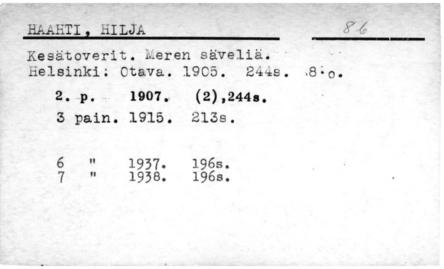 HAAHTI, HILJA 86
Kesätoverit. Meren säveliä.
Helsinki: Otava. 1905. 244s. 8:o.
2. p. 1907. (2),244s.
3 pain. 1915. 213s.
6 " 1937. 196s.
7 " 1938. 196s.